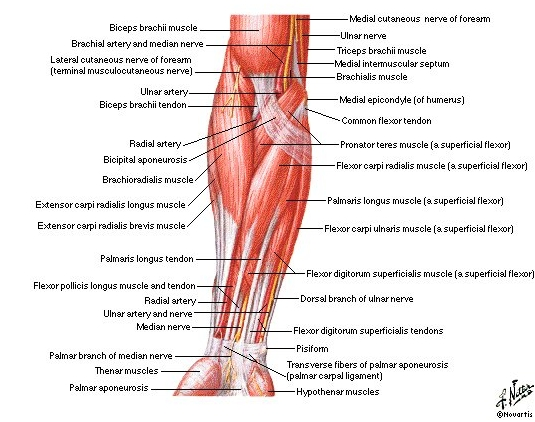 Biceps brachii muscle
Brachial artery and median nerve
Lateral cutaneous nerve of forearm
(terminal musculocutaneous nerve)
Ulnar artery
Biceps brachii tendon
Radial artery
Bicipital aponeurosis
Brachioradialis muscle
Extensor carpi radialis longus muscle
Extensor carpi radialis brevis muscle
Palmaris longus tendon
Flexor pollicis longus muscle and tendon
Radial artery
Ulnar artery and nerve
Median nerve
Palmar branch of median nerve
Thenar muscles
Palmar aponeurosis
Medial cutaneous nerve of forearm
Ulnar nerve
Triceps brachii muscle
Medial intermuscular septum
Brachialis muscle
Medial epicondyle (of humerus)
Common flexor tendon
Pronator teres muscle (a superficial flexor)
Flexor carpi radialis muscle (a superficial flexor)
Palmaris longus muscle (a superficial flexor)
Flexor carpi ulnaris muscle (a superficial flexor)
Flexor digitorum superficialis muscle (a superficial flexor)
Dorsal branch of ulnar nerve
Flexor digitorum superficialis tendons
Pisiform
Transverse fibers of palmar aponeurosis
(palmar carpal ligament)
Hypothenar muscles
©Novartis